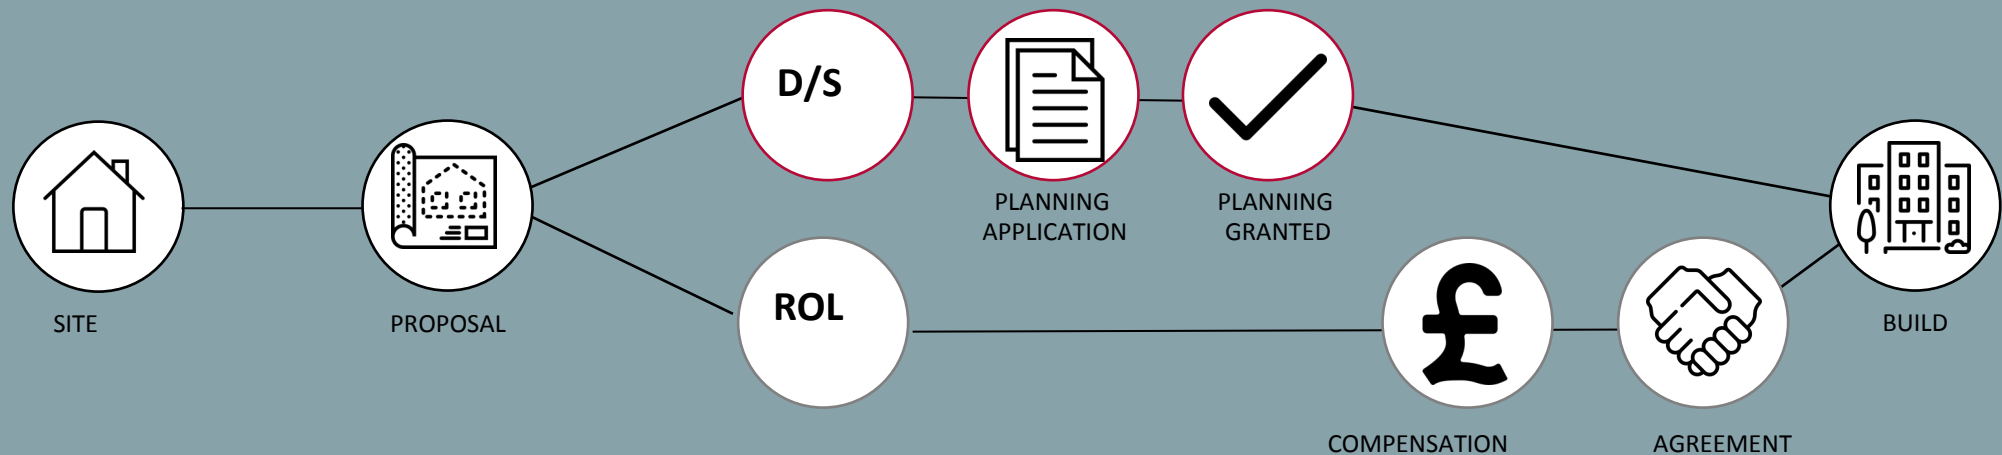 SITE
PROPOSAL
D/S
PLANNING
APPLICATION
PLANNING
GRANTED
ROL
£
COMPENSATION
AGREEMENT
BUILD